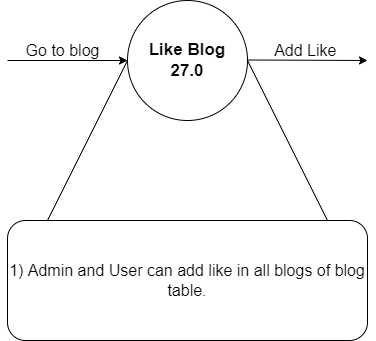 Go to blog
Like Blog
27.0
Add Like
1) Admin and User can add like in all blogs of blog
table.